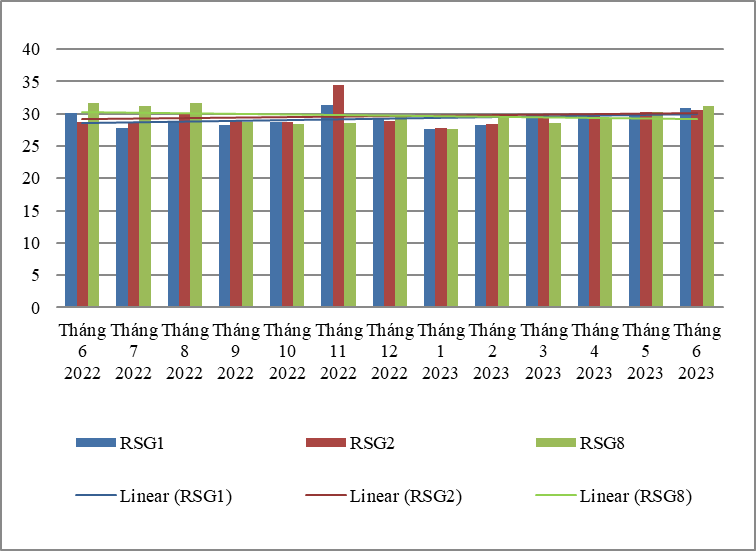 40
35
30
25
20
15
10
5
0
Tháng Tháng Tháng Tháng Tháng Tháng Tháng Tháng Tháng Tháng Tháng Tháng Tháng
6 7 8 9 10 11 12 1 2 3 4 5 6
2022 2022 2022 2022 2022 2022 2022 2023 2023 2023 2023 2023 2023
RSG1 RSG2 RSG8
Linear (RSG1) Linear (RSG2) Linear (RSG8)